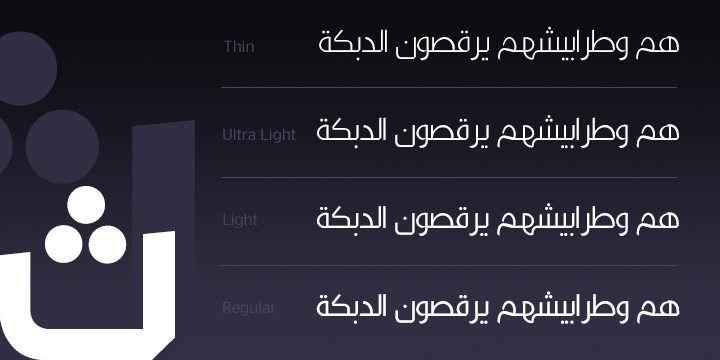 Thin
هم وطرابيشهم يرقصون الدبكة
Ultra Light
هم وطرابيشهم يرقصون الدبكة
Light
هم وطرابيشهم يرقصون الدبكة
Regular
هم وطرابيشهم يرقصون الدبكة
ث